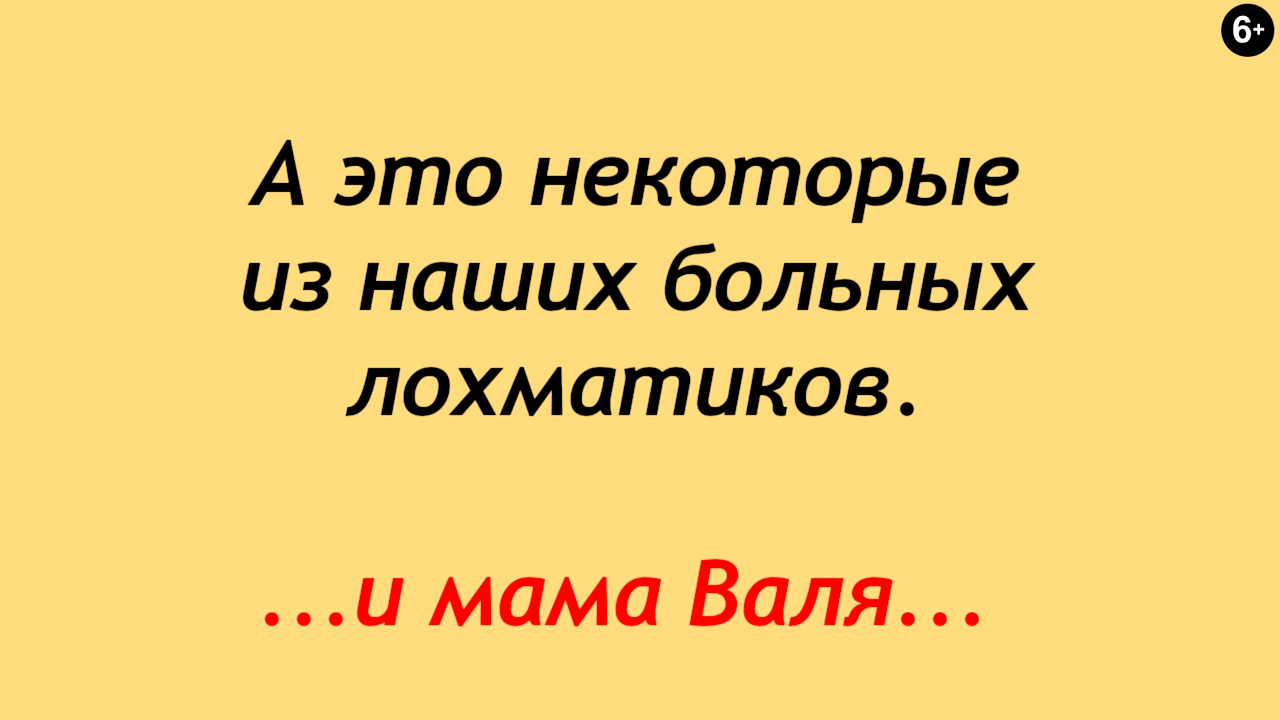 6+
А это некоторые
из наших больных
лохматиков.
...и мама Валя...